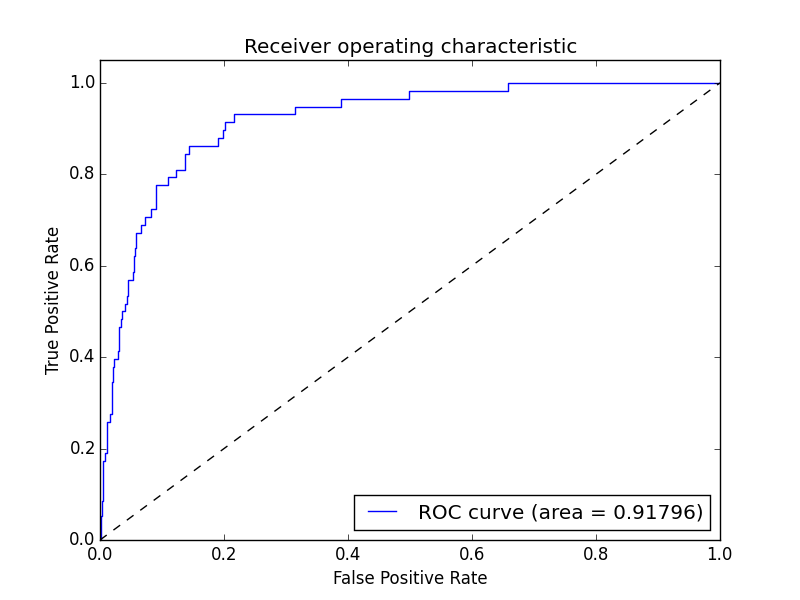 Receiver operating characteristic
True Positive Rate
1.0
0.8
0.6
0.4
0.2
0.0
ROC curve (area = 0.91796)
0.0 0.2 0.4 0.6 0.8 1.0
False Positive Rate